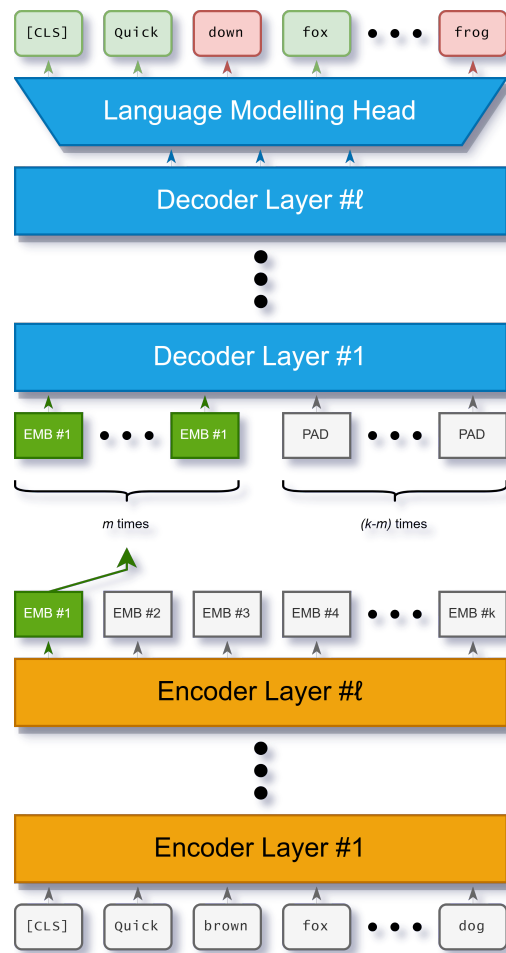 [CLS] Quick down fox frog
Language Modelling Head
Decoder Layer #ℓ
Decoder Layer #1
EMB #1 EMB #1 PAD PAD
m times (k-m) times
EMB #1 EMB #2 EMB #3 EMB #4 EMB #k
Encoder Layer #ℓ
Encoder Layer #1
[CLS] Quick brown fox dog